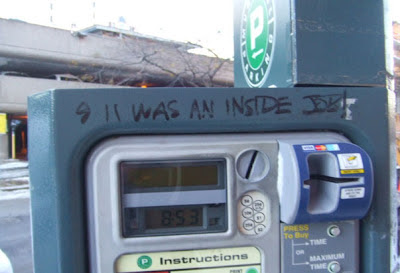 P
9 11 WAS AN INSIDE JOB!
8:53
P Instructions
PRESS
To Buy
TIME
OR
MAXIMUM
TIME